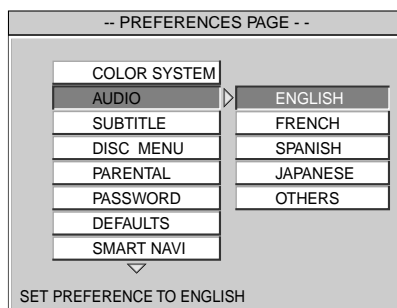 -- PREFERENCES PAGE - -
COLOR SYSTEM
AUDIO
ENGLISH
SUBTITLE
FRENCH
DISC MENU
SPANISH
PARENTAL
JAPANESE
PASSWORD
OTHERS
DEFAULTS
SMART NAVI
SET PREFERENCE TO ENGLISH